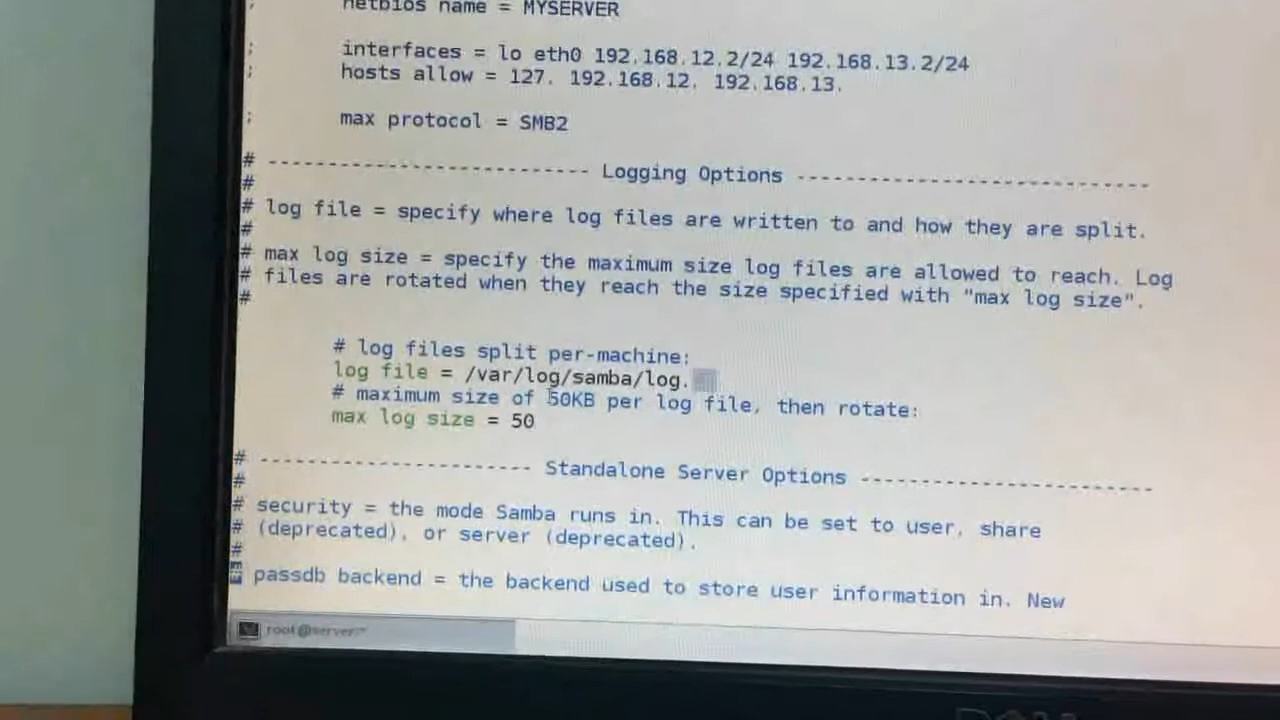 ; netbios name = MYSERVER
; interfaces = lo eth0 192.168.12.2/24 192.168.13.2/24
; hosts allow = 127. 192.168.12. 192.168.13.
; max protocol = SMB2
# --------------------------- Logging Options -----------------------------
#
# log file = specify where log files are written to and how they are split.
#
# max log size = specify the maximum size log files are allowed to reach. Log
# files are rotated when they reach the size specified with "max log size".
#
# log files split per-machine:
log file = /var/log/samba/log.
# maximum size of 50KB per log file, then rotate:
max log size = 50
# ----------------------- Standalone Server Options ------------------------
#
# security = the mode Samba runs in. This can be set to user, share
# (deprecated), or server (deprecated).
#
# passdb backend = the backend used to store user information in. New
root@server:~